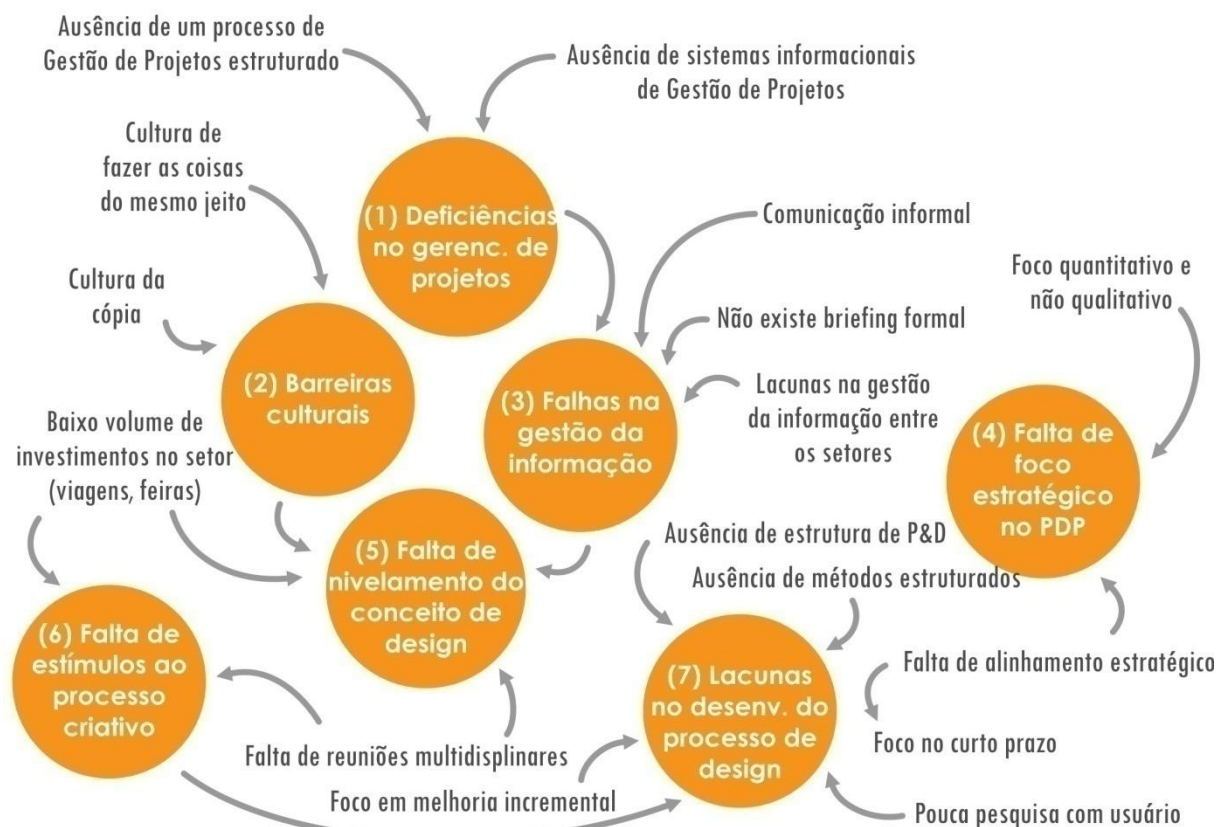 Ausência de um processo de
Gestão de Projetos estruturado
Ausência de sistemas informacionais
de Gestão de Projetos
Cultura de
fazer as coisas
do mesmo jeito
(1) Deficiências
no gerenc. de
projetos
Comunicação informal
Foco quantitativo e
não qualitativo
Cultura da
cópia
Não existe briefing formal
(2) Barreiras
culturais
(3) Falhas na
gestão da
informação
Lacunas na gestão
da informação entre
os setores
(4) Falta de
foco
estratégico
no PDP
Baixo volume de
investimentos no setor
(viagens, feiras)
Ausência de estrutura de P&D
Ausência de métodos estruturados
(5) Falta de
nivelamento do
conceito de
design
(6) Falta de
estímulos ao
processo
criativo
(7) Lacunas
no desenv. do
processo de
design
Falta de alinhamento estratégico
Foco no curto prazo
Falta de reuniões multidisplinares
Foco em melhoria incremental
Pouca pesquisa com usuário